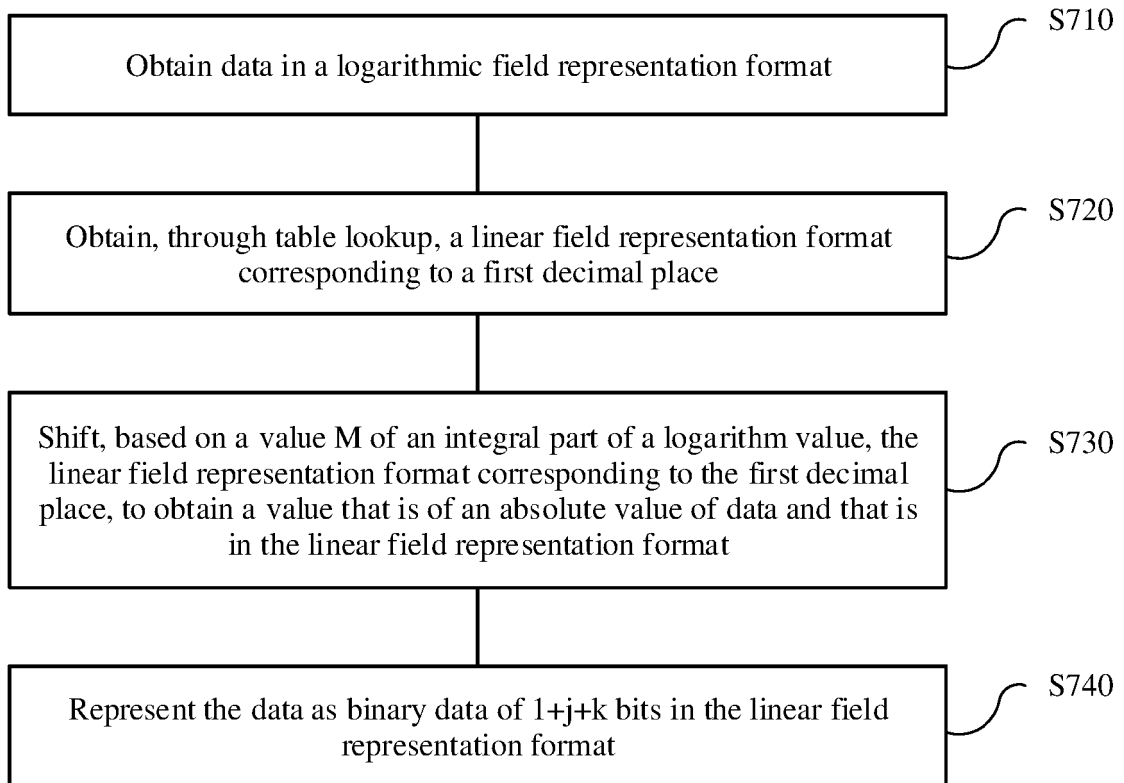 S710
Obtain data in a logarithmic field representation format
S720
Obtain, through table lookup, a linear field representation format
corresponding to a first decimal place
Shift, based on a value M of an integral part of a logarithm value, the
S730
linear field representation format corresponding to the first decimal
place, to obtain a value that is of an absolute value of data and that is
in the linear field representation format
S740
Represent the data as binary data of 1+j+k bits in the linear field
representation format